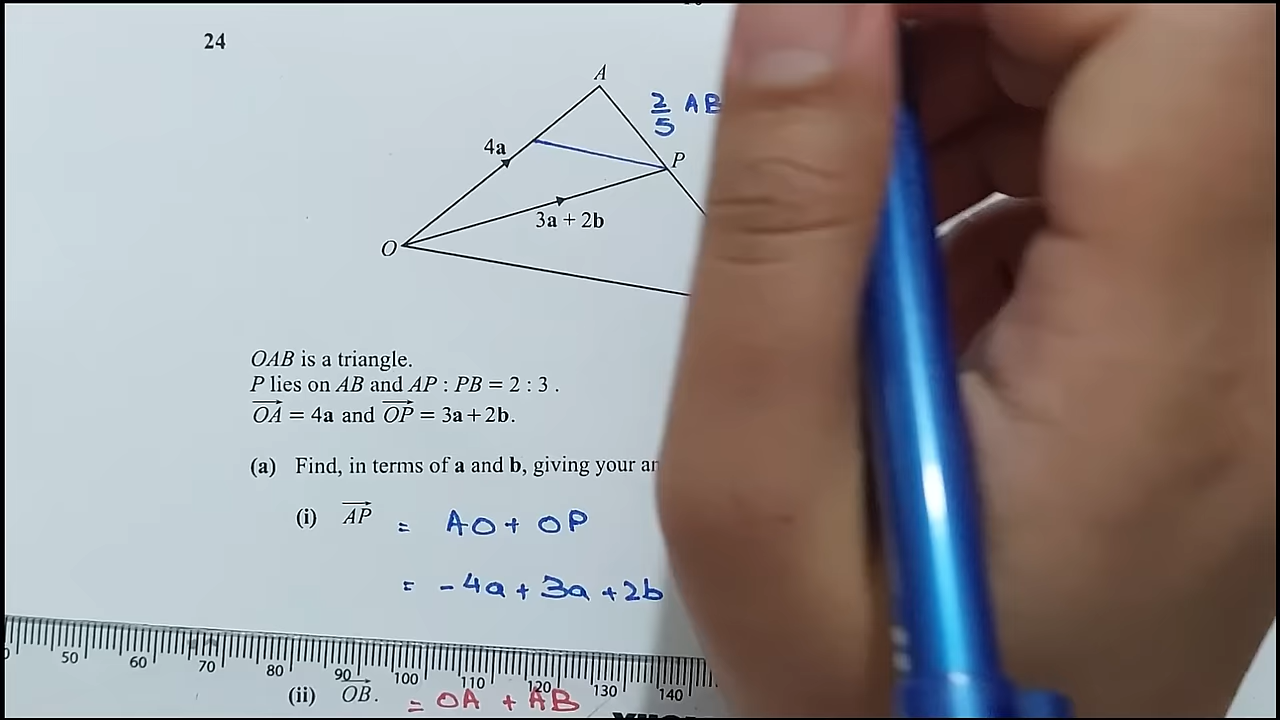 24
A
2/5 AB
4a
P
3a + 2b
O
OAB is a triangle.
P lies on AB and AP : PB = 2 : 3 .
OA = 4a and OP = 3a + 2b.
(a) Find, in terms of a and b, giving your
(i) AP = AO + OP
= -4a + 3a + 2b
50 60 70 80 90 100 110 120 130 140
(ii) OB. = OA + AB